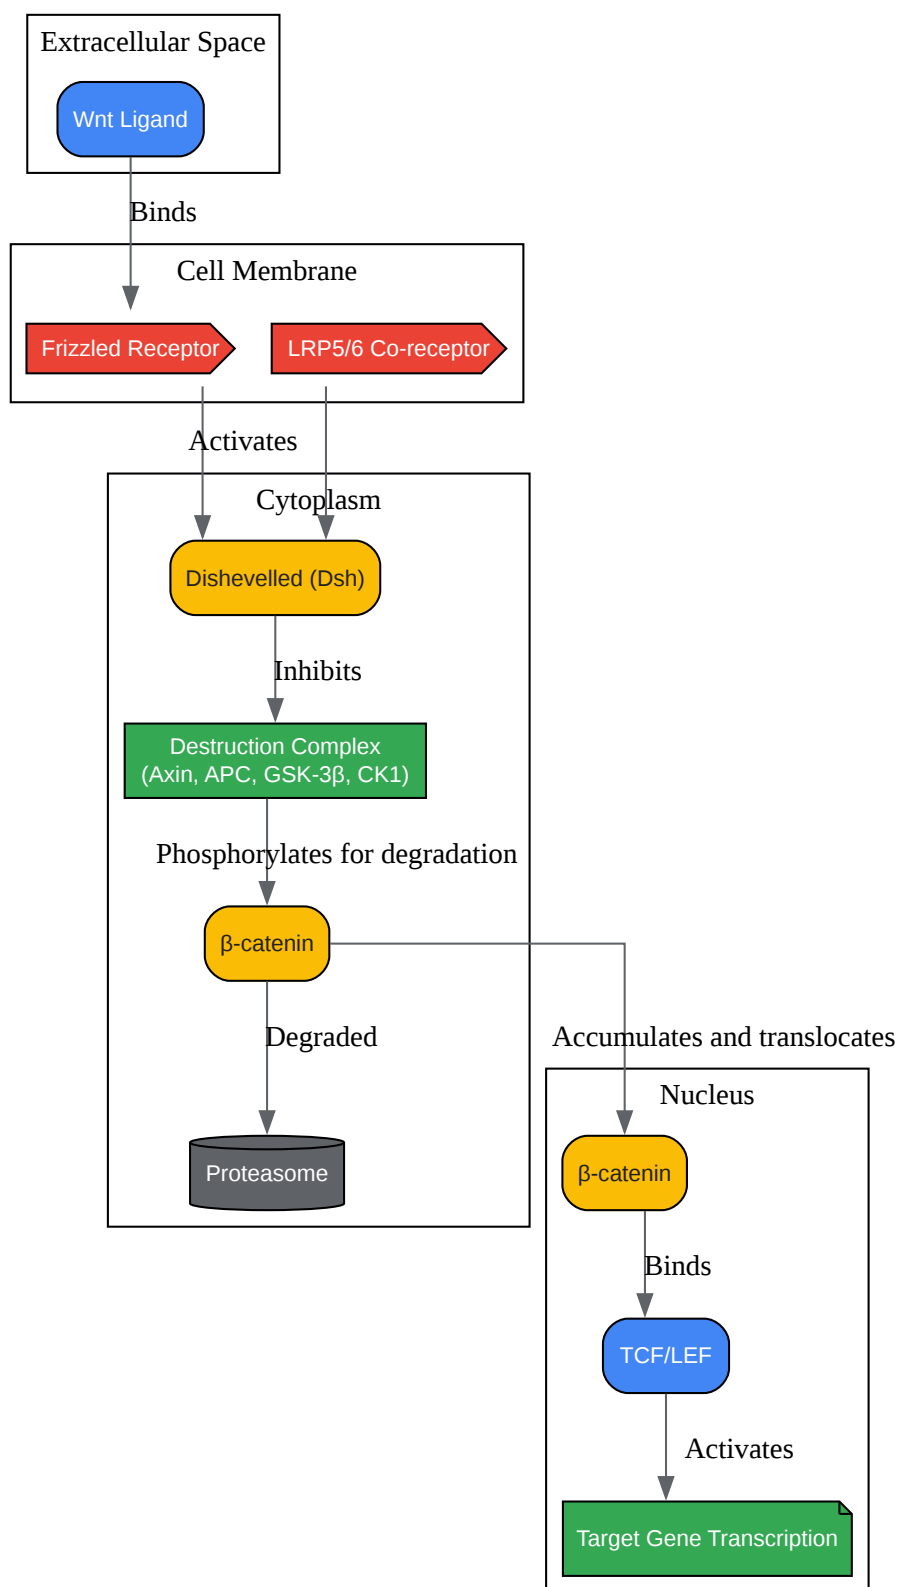 Extracellular Space
Wnt Ligand
Binds
Cell Membrane
Frizzled Receptor
LRP5/6 Co-receptor
Activates
Cytoplasm
Dishevelled (Dsh)
Inhibits
Destruction Complex
(Axin, APC, GSK-3β, CK1)
Phosphorylates for degradation
β-catenin
Degraded
Accumulates and translocates
Nucleus
Proteasome
β-catenin
Binds
TCF/LEF
Activates
Target Gene Transcription